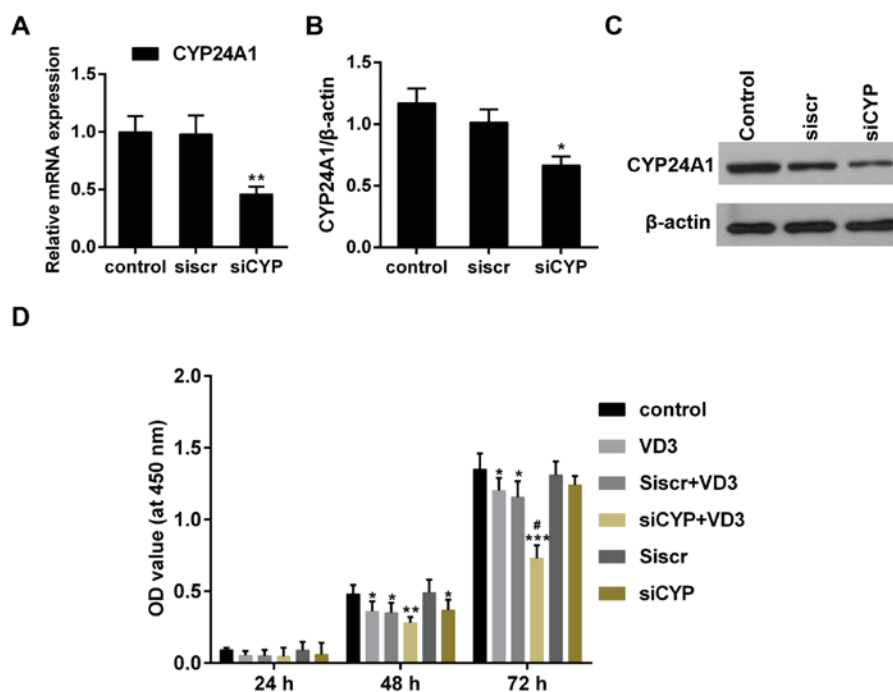 A
CYP24A1
Relative mRNA expression
1.5
1.0
0.5
0.0
**
control siscr siCYP
B
CYP24A1/β-actin
1.5
1.0
0.5
0.0
*
control siscr siCYP
C
Control siscr siCYP
CYP24A1
β-actin
D
OD value (at 450 nm)
2.0
1.5
1.0
0.5
0.0
* * ** *
* * # ***
24 h 48 h 72 h
control
VD3
Siscr+VD3
siCYP+VD3
Siscr
siCYP